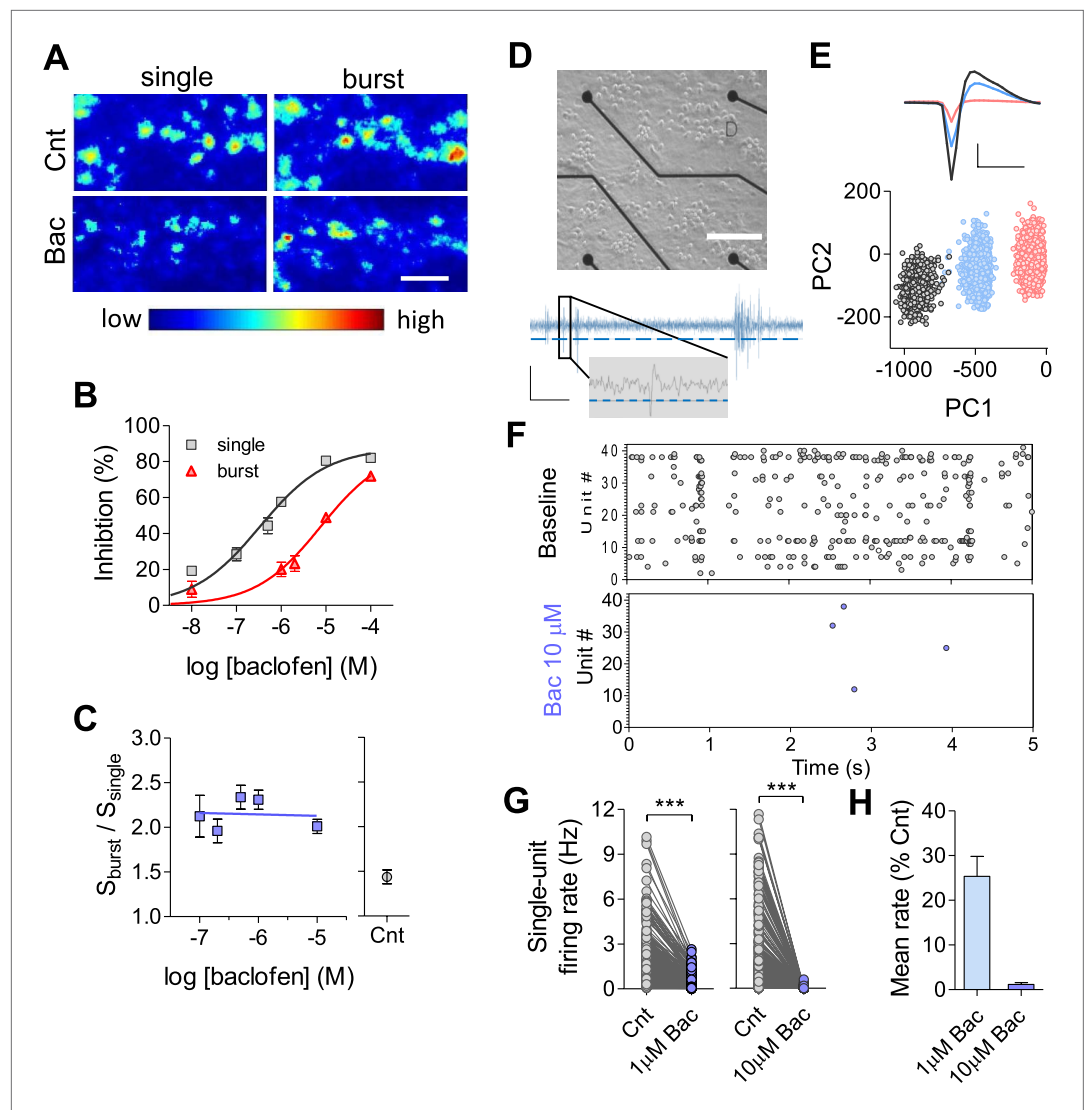 A
single
burst
Cnt
Bac
low
high
B
Inhibtion (%)
100
80
60
40
20
0
single
burst
-8
-7
-6
-5
-4
log [baclofen] (M)
C
Sburst / Ssingle
3.0
2.5
2.0
1.5
1.0
-7
-6
-5
Cnt
log [baclofen] (M)
D
D
E
PC2
200
0
-200
-1000
-500
0
PC1
F
Baseline
Unit #
40
30
20
10
0
Bac 10 μM
Unit #
40
30
20
10
0
0
1
2
3
4
5
Time (s)
G
Single-unit
firing rate (Hz)
12
9
6
3
0
***
***
Cnt
1μM Bac
Cnt
10μM Bac
H
Mean rate (% Cnt)
40
30
20
10
0
1μM Bac
10μM Bac